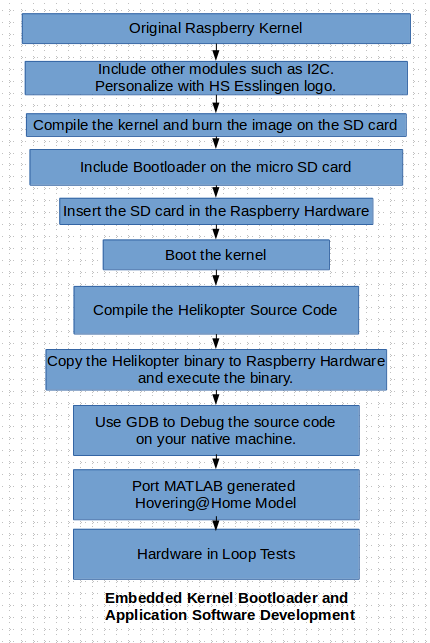 Original Raspberry Kernel
Include other modules such as I2C.
Personalize with HS Esslingen logo.
Compile the kernel and burn the image on the SD card
Include Bootloader on the micro SD card
Insert the SD card in the Raspberry Hardware
Boot the kernel
Compile the Helikopter Source Code
Copy the Helikopter binary to Raspberry Hardware
and execute the binary.
Use GDB to Debug the source code
on your native machine.
Port MATLAB generated
Hovering@Home Model
Hardware in Loop Tests
Embedded Kernel Bootloader and
Application Software Development